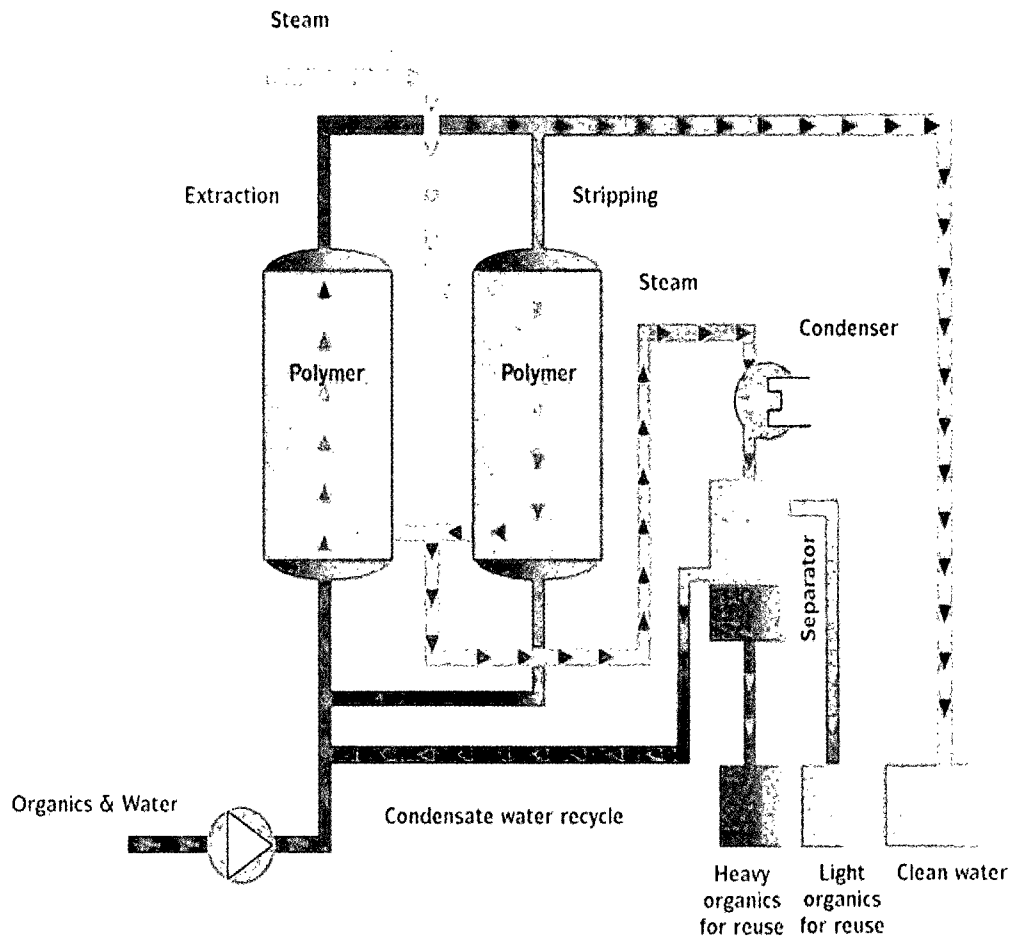 Steam
Extraction
Stripping
Steam
Condenser
Polymer
Polymer
Separator
Organics & Water
Condensate water recycle
Heavy
organics
for reuse
Light
organics
for reuse
Clean water